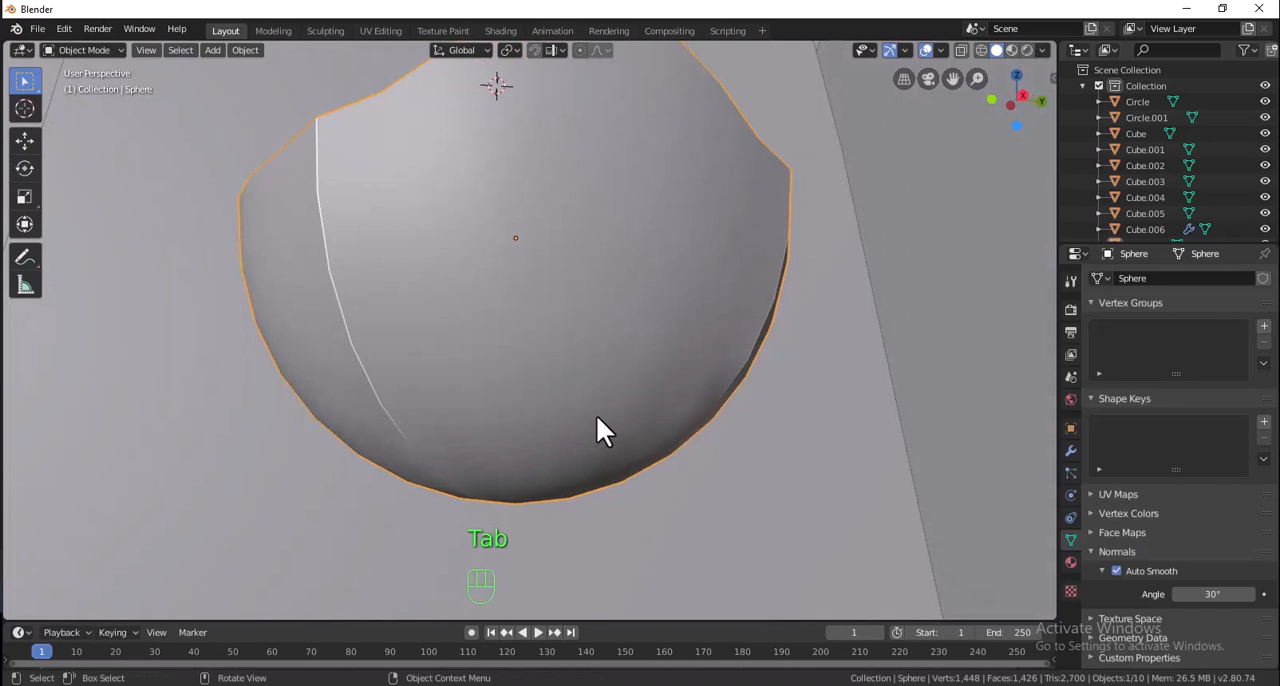 Blender
File Edit Render Window Help Layout Modeling Sculpting UV Editing Texture Paint Shading Animation Rendering Compositing Scripting + Scene View Layer
Object Mode View Select Add Object Global
User Perspective
(1) Collection | Sphere
Z
X
Y
Scene Collection
Collection
Circle
Circle.001
Cube
Cube.001
Cube.002
Cube.003
Cube.004
Cube.005
Cube.006
Sphere Sphere
Sphere
Vertex Groups
Shape Keys
UV Maps
Vertex Colors
Face Maps
Normals
Auto Smooth
Angle 30°
Texture Space
Geometry Data
Custom Properties
Tab
Activate Windows
Go to Settings to activate Windows.
Playback Keying View Marker 1 Start: 1 End: 250
1 10 20 30 40 50 60 70 80 90 100 110 120 130 140 150 160 170 180 190 200 210 220 230 240 250
Select Box Select Rotate View Object Context Menu Collection | Sphere | Verts:1,448 | Faces:1,426 | Tris:2,700 | Objects:1/10 | Mem: 26.5 MB | v2.80.74